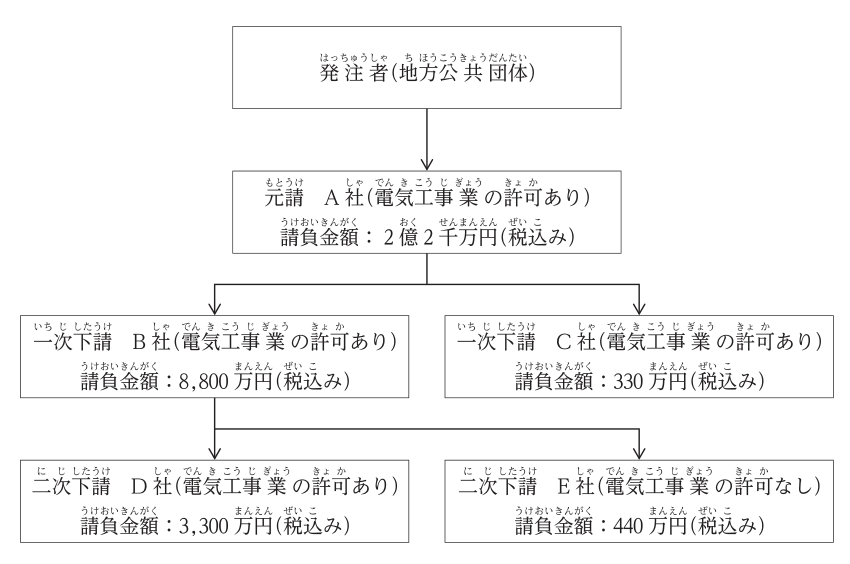 はっちゅうしゃ ち ほうこうきょうだんたい
発注者(地方公共団体)
もとうけ しゃ でん き こう じ ぎょう きょ か
元請 A社(電気工事業の許可あり)
うけおいきんがく おく せんまんえん ぜい こ
請負金額：2億2千万円(税込み)
いち じ したうけ しゃ でん き こう じ ぎょう きょ か
一次下請 B社(電気工事業の許可あり)
うけおいきんがく まんえん ぜい こ
請負金額：8,800万円(税込み)
いち じ したうけ しゃ でん き こう じ ぎょう きょ か
一次下請 C社(電気工事業の許可あり)
うけおいきんがく まんえん ぜい こ
請負金額：330万円(税込み)
に じ したうけ しゃ でん き こう じ ぎょう きょ か
二次下請 D社(電気工事業の許可あり)
うけおいきんがく まんえん ぜい こ
請負金額：3,300万円(税込み)
に じ したうけ しゃ でん き こう じ ぎょう きょ か
二次下請 E社(電気工事業の許可なし)
うけおいきんがく まんえん ぜい こ
請負金額：440万円(税込み)